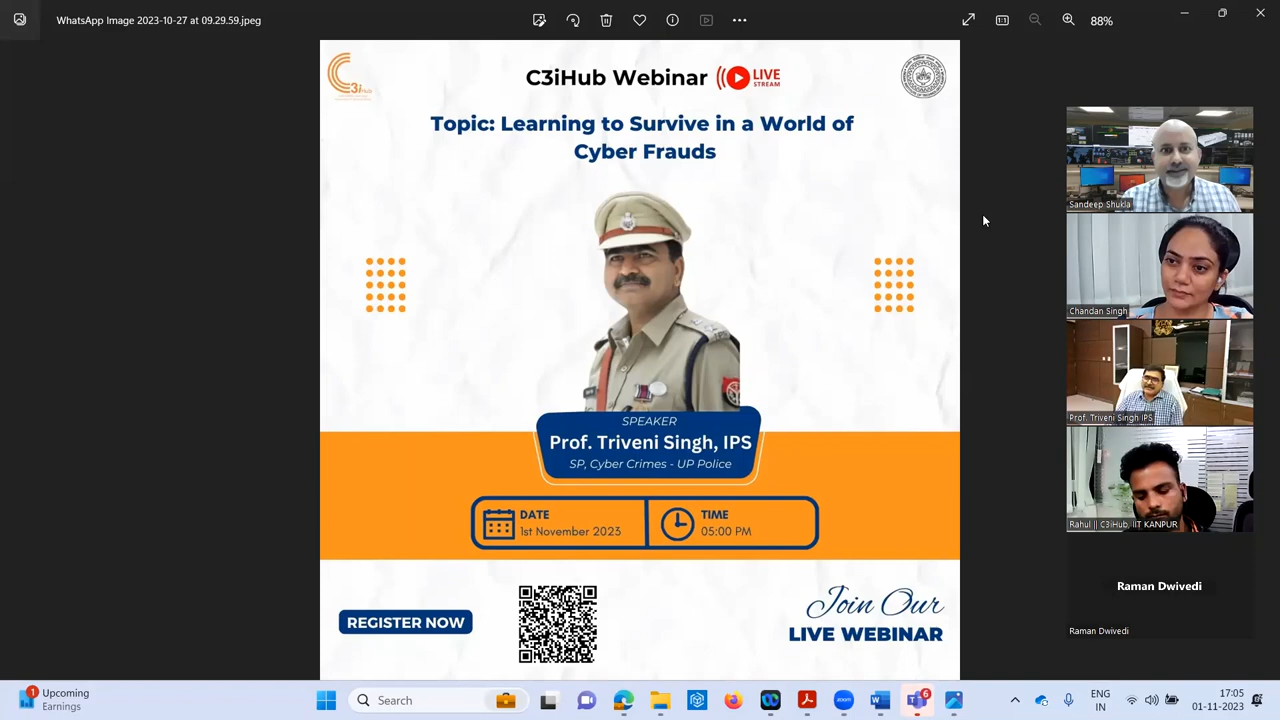 WhatsApp Image 2023-10-27 at 09.29.59.jpeg
88%
C3iHub Webinar
LIVE
STREAM
Topic: Learning to Survive in a World of
Cyber Frauds
SPEAKER
Prof. Triveni Singh, IPS
SP, Cyber Crimes - UP Police
DATE
1st November 2023
TIME
05:00 PM
REGISTER NOW
Join Our
LIVE WEBINAR
Sandeep Shukla
Chandan Singh
Prof. Triveni Singh IPS
Rahul || C3iHub, IIT KANPUR
Raman Dwivedi
Raman Dwivedi
1
Upcoming
Earnings
Search
6
ENG
IN
17:05
01-11-2023